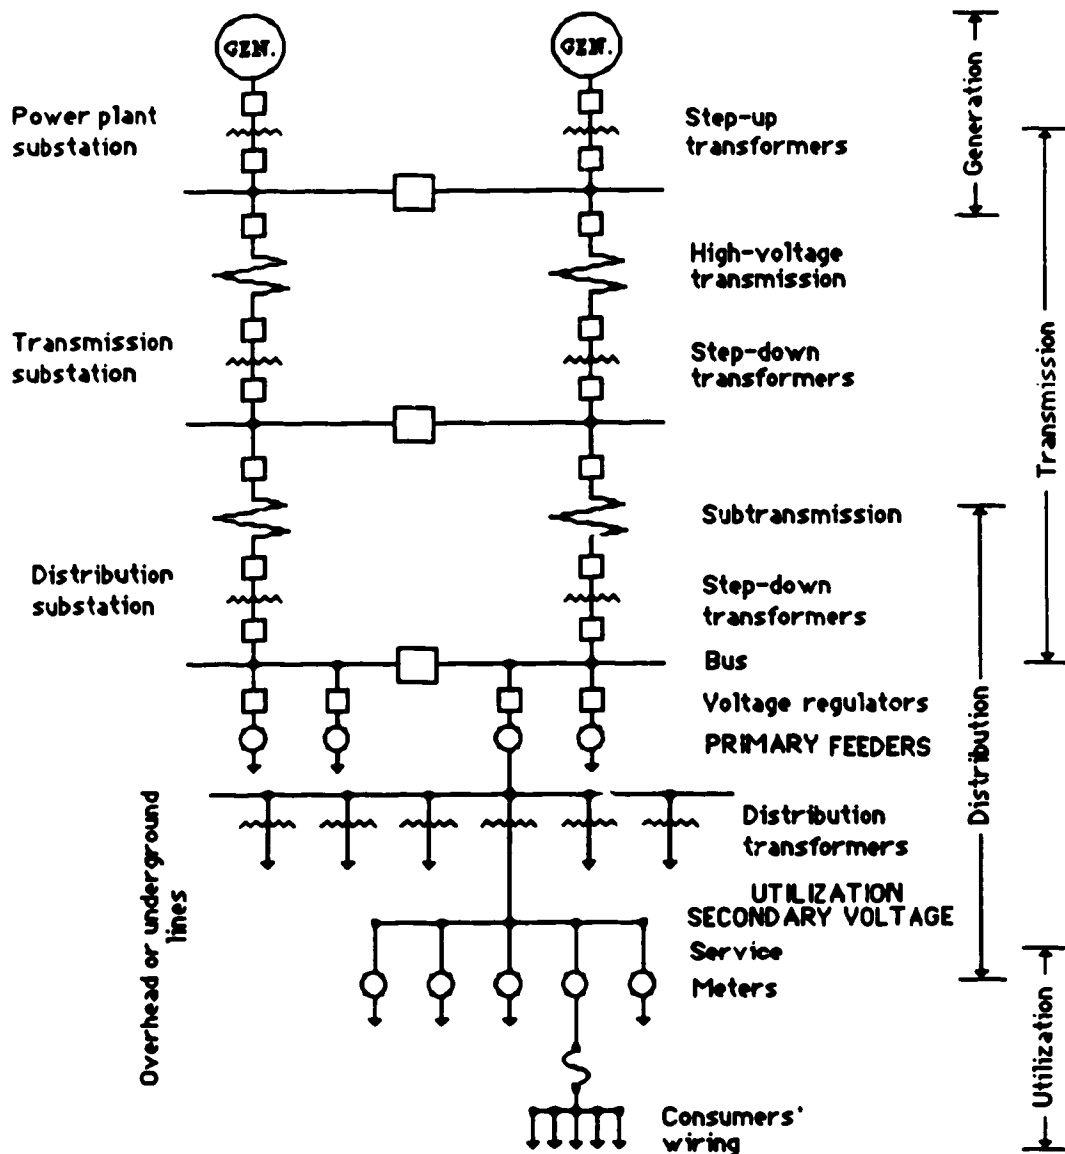 GEN.
GEN.
Power plant
substation
Step-up
transformers
Generation
High-voltage
transmission
Transmission
substation
Step-down
transformers
Transmission
Subtransmission
Distribution
substation
Step-down
transformers
Bus
Voltage regulators
PRIMARY FEEDERS
Distribution
Overhead or underground
lines
Distribution
transformers
UTILIZATION
SECONDARY VOLTAGE
Service
Meters
Utilization
Consumers'
wiring